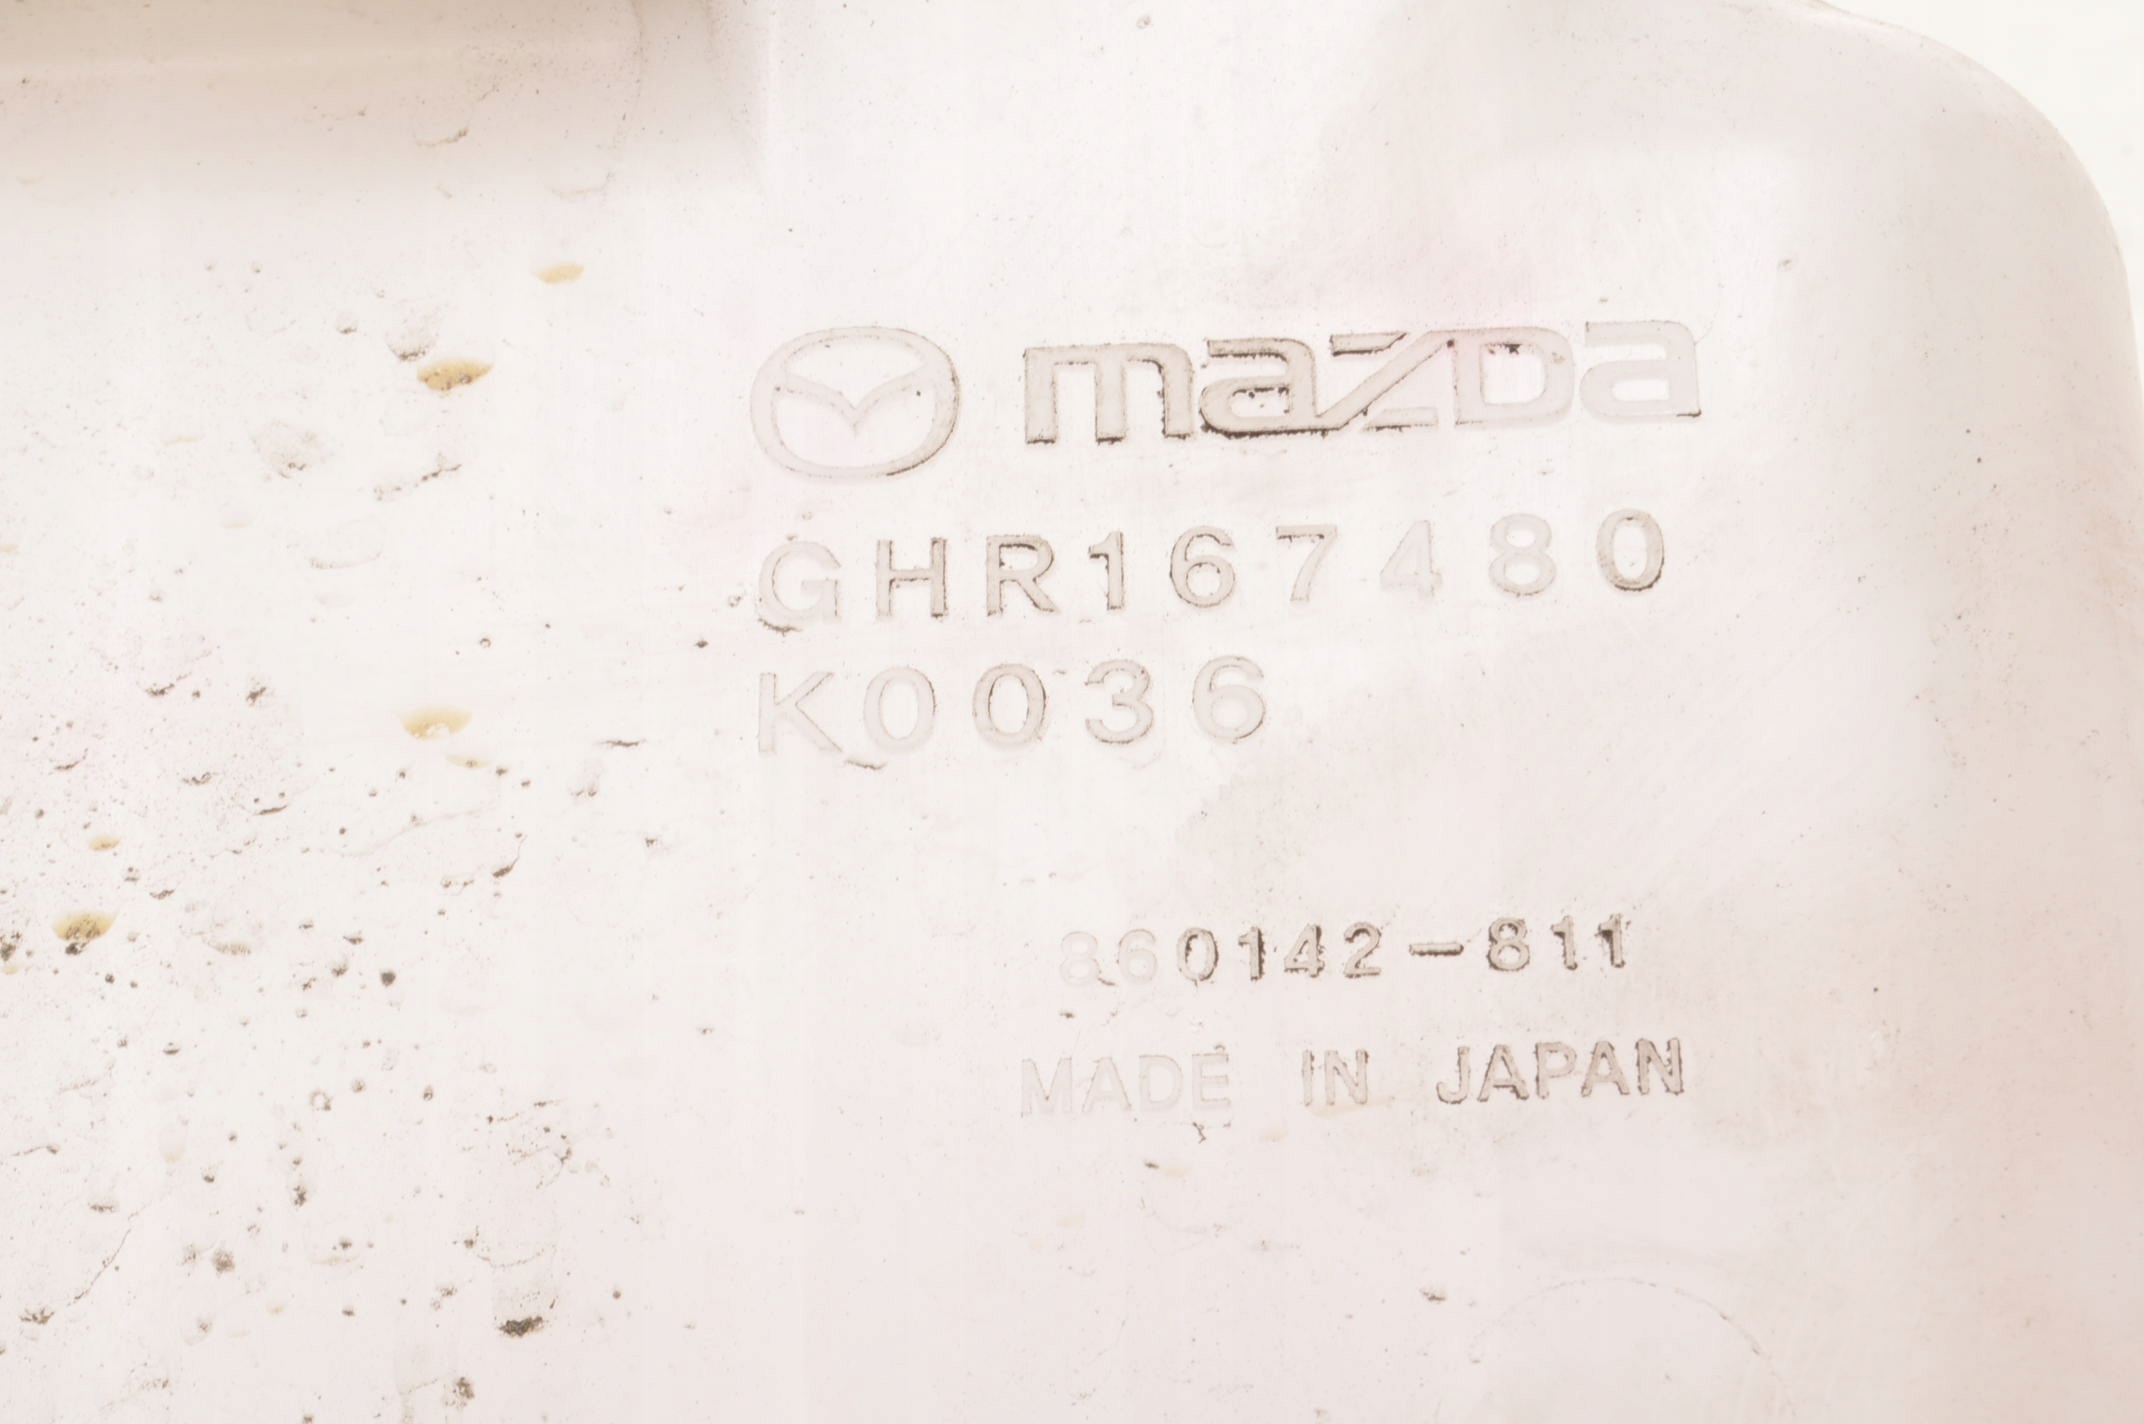 mazda
GHR167480
K0036
860142-811
MADE IN JAPAN